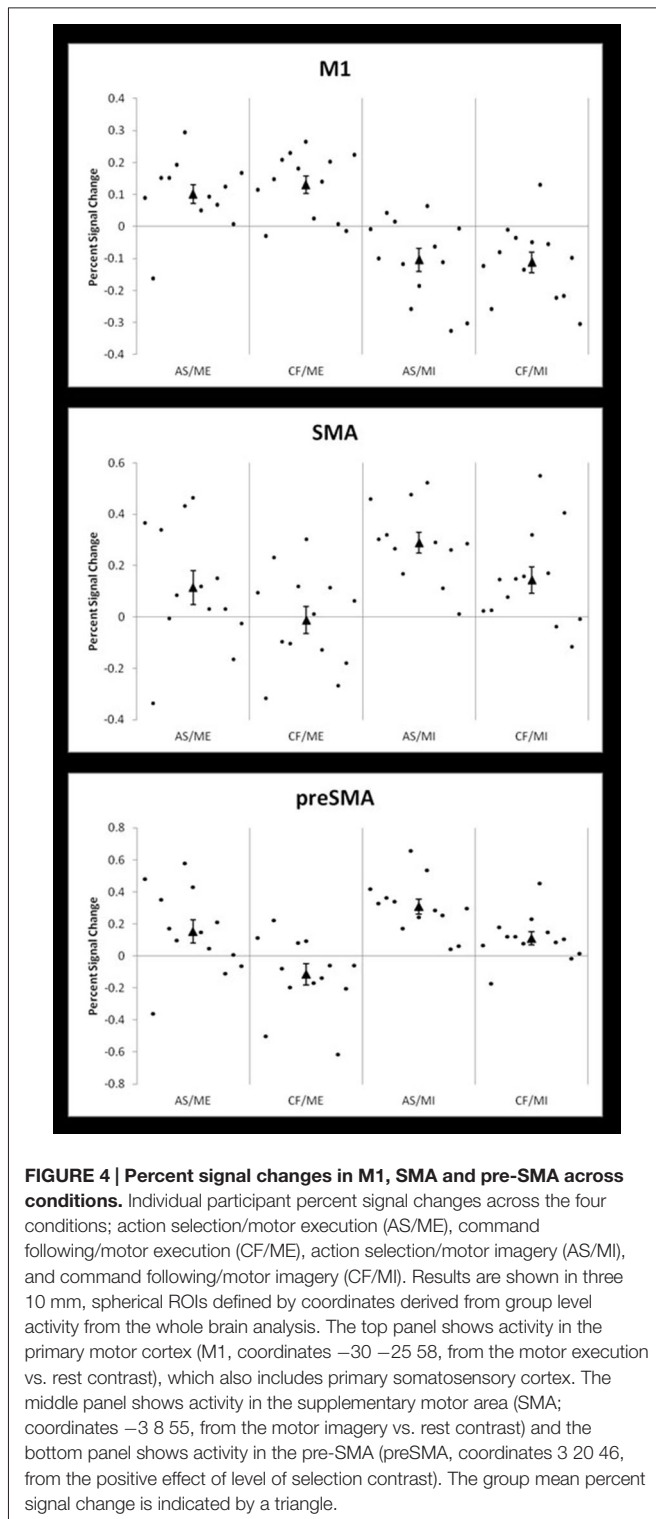 M1
0.4
0.3
0.2
0.1
0
-0.1
-0.2
-0.3
-0.4
Percent Signal Change
AS/ME CF/ME AS/MI CF/MI
SMA
0.6
0.4
0.2
0
-0.2
-0.4
Percent Signal Change
AS/ME CF/ME AS/MI CF/MI
preSMA
0.8
0.6
0.4
0.2
0
-0.2
-0.4
-0.6
-0.8
Percent Signal Change
AS/ME CF/ME AS/MI CF/MI
FIGURE 4 | Percent signal changes in M1, SMA and pre-SMA across
conditions. Individual participant percent signal changes across the four
conditions; action selection/motor execution (AS/ME), command
following/motor execution (CF/ME), action selection/motor imagery (AS/MI),
and command following/motor imagery (CF/MI). Results are shown in three
10 mm, spherical ROIs defined by coordinates derived from group level
activity from the whole brain analysis. The top panel shows activity in the
primary motor cortex (M1, coordinates −30 −25 58, from the motor execution
vs. rest contrast), which also includes primary somatosensory cortex. The
middle panel shows activity in the supplementary motor area (SMA;
coordinates −3 8 55, from the motor imagery vs. rest contrast) and the
bottom panel shows activity in the pre-SMA (preSMA, coordinates 3 20 46,
from the positive effect of level of selection contrast). The group mean percent
signal change is indicated by a triangle.